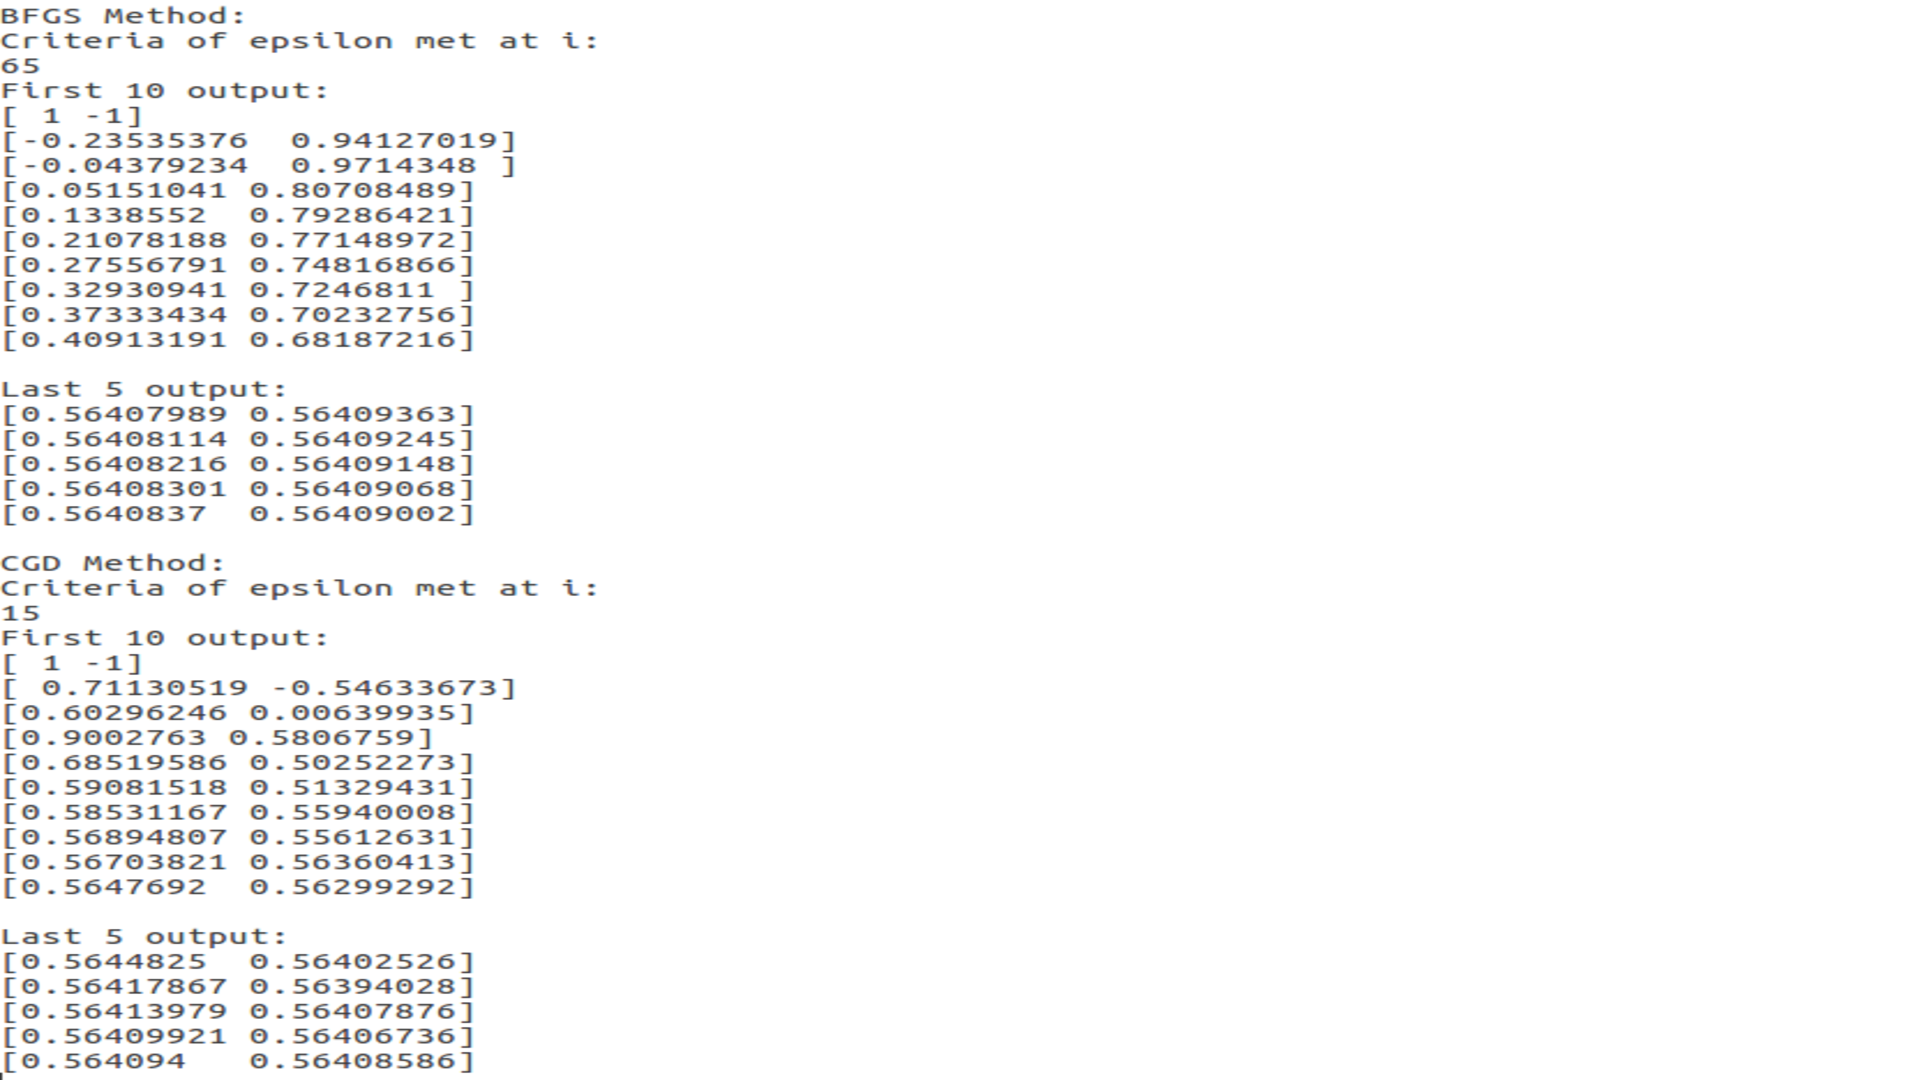 BFGS Method:
Criteria of epsilon met at i:
65
First 10 output:
[ 1 -1]
[-0.23535376  0.94127019]
[-0.04379234  0.9714348 ]
[0.05151041 0.80708489]
[0.1338552  0.79286421]
[0.21078188 0.77148972]
[0.27556791 0.74816866]
[0.32930941 0.7246811 ]
[0.37333434 0.70232756]
[0.40913191 0.68187216]

Last 5 output:
[0.56407989 0.56409363]
[0.56408114 0.56409245]
[0.56408216 0.56409148]
[0.56408301 0.56409068]
[0.5640837  0.56409002]

CGD Method:
Criteria of epsilon met at i:
15
First 10 output:
[ 1 -1]
[ 0.71130519 -0.54633673]
[0.60296246 0.00639935]
[0.9002763 0.5806759]
[0.68519586 0.50252273]
[0.59081518 0.51329431]
[0.58531167 0.55940008]
[0.56894807 0.55612631]
[0.56703821 0.56360413]
[0.5647692  0.56299292]

Last 5 output:
[0.5644825  0.56402526]
[0.56417867 0.56394028]
[0.56413979 0.56407876]
[0.56409921 0.56406736]
[0.564094   0.56408586]